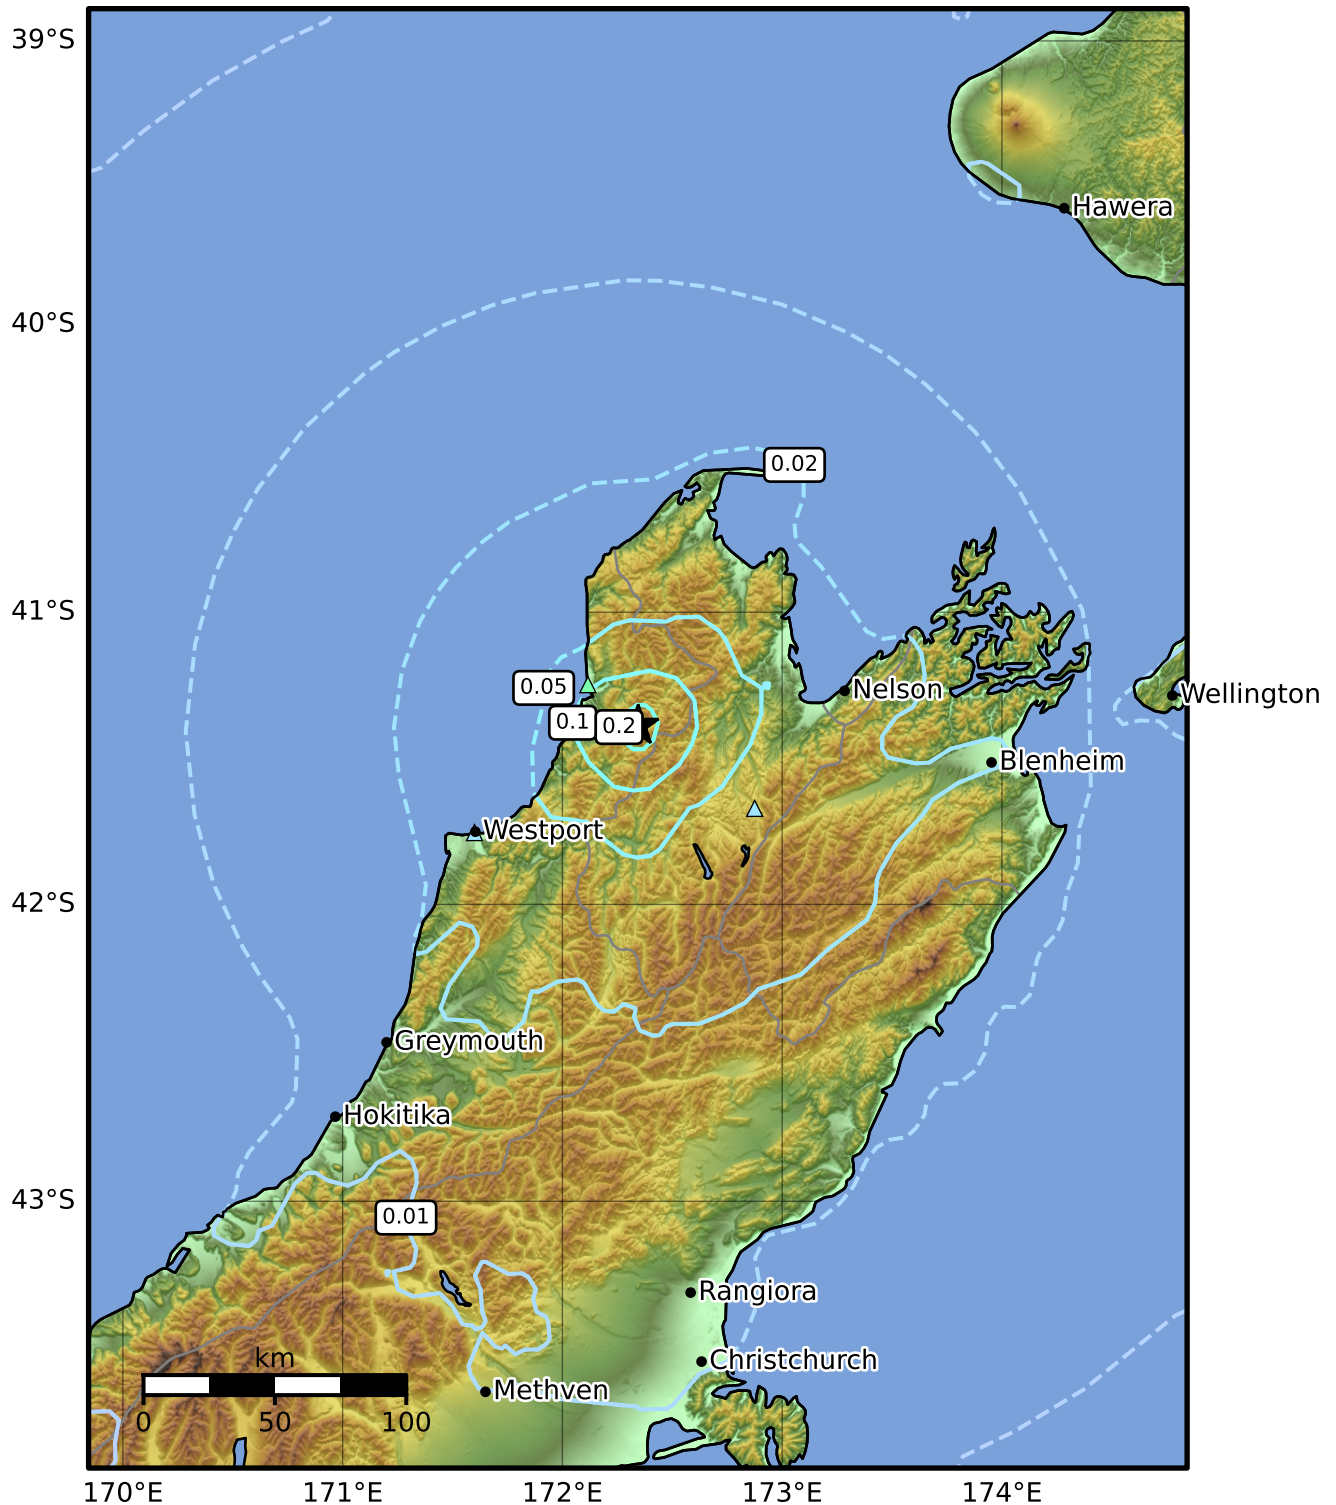 39°S
Hawera
40°S
0.02
41°S
0.05
Nelson
Wellington
0.1
0.2
Blenheim
Westport
42°S
Greymouth
Hokitika
43°S
0.01
Rangiora
km
Christchurch
Methven
0
50
100
170°E
171°E
172°E
173°E
174°E